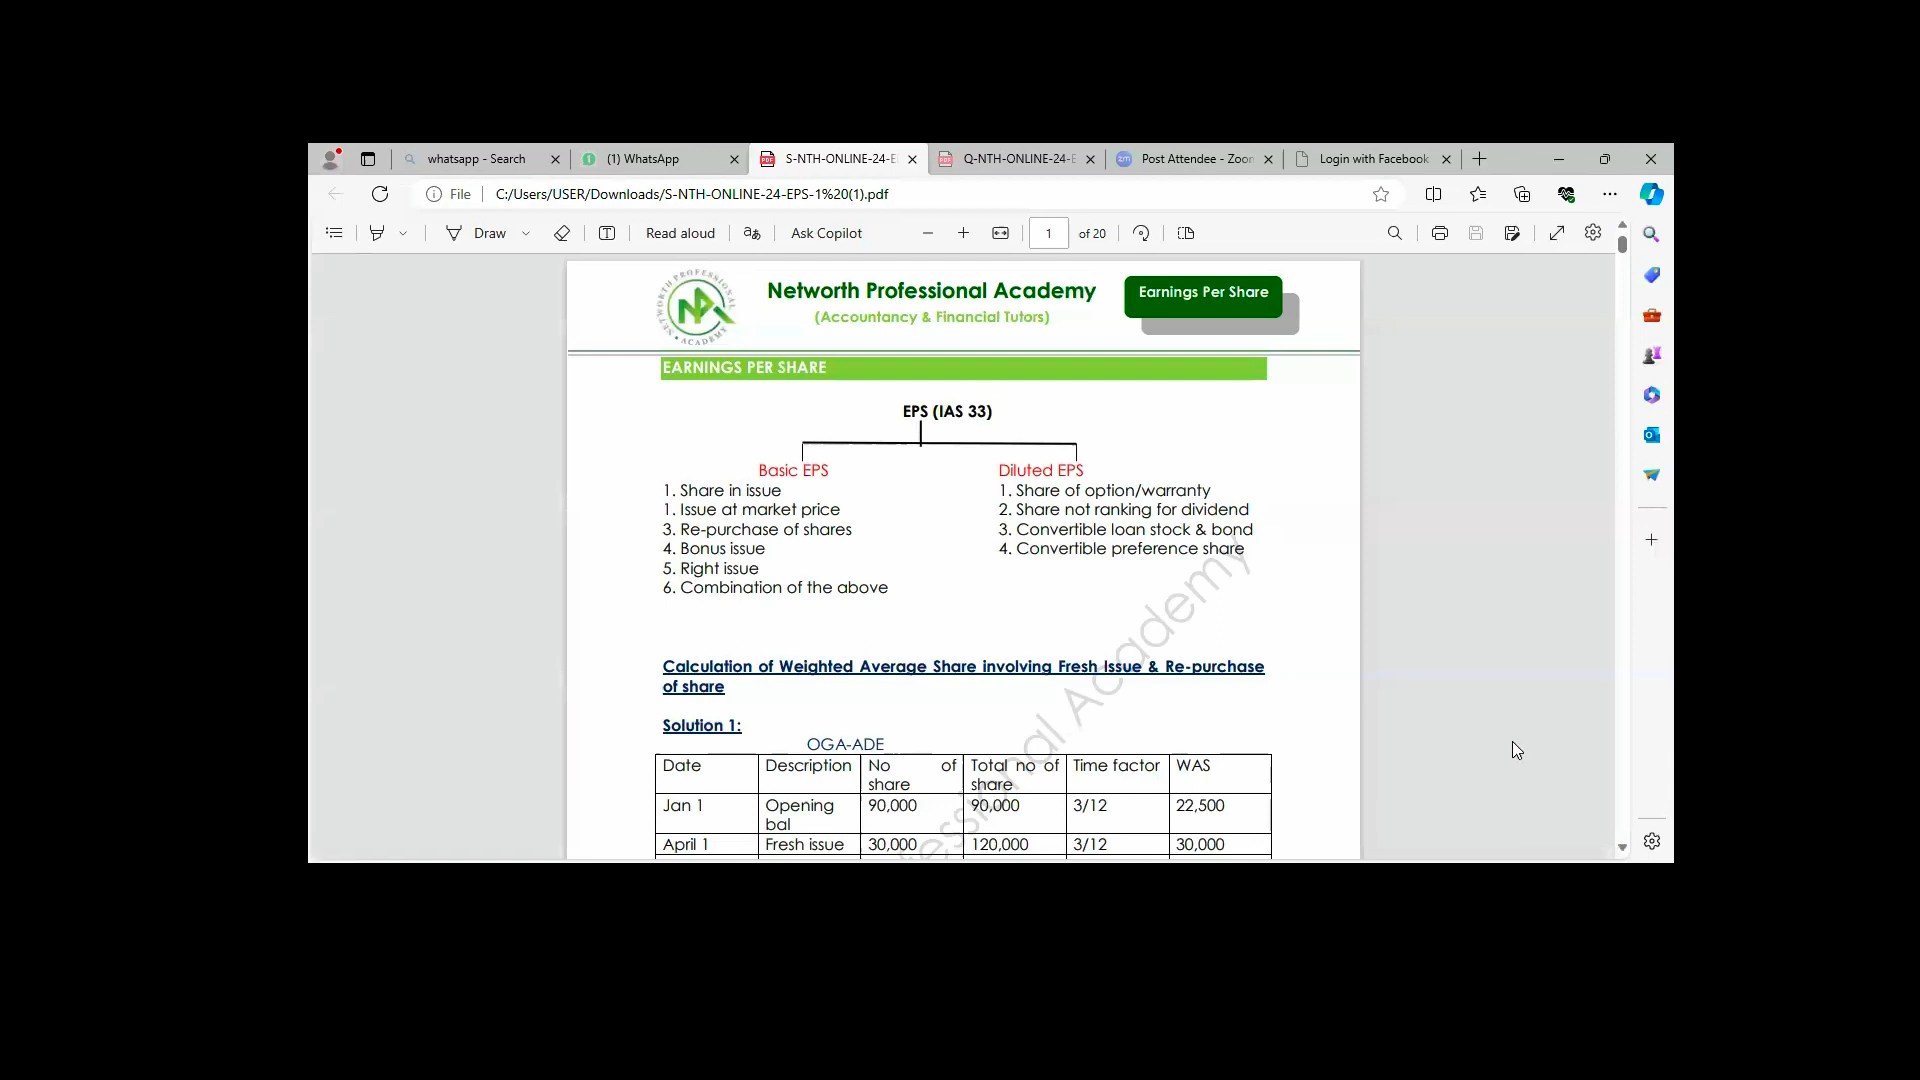 whatsapp - Search
(1) WhatsApp
S-NTH-ONLINE-24-E
Q-NTH-ONLINE-24-E
Post Attendee - Zoom
Login with Facebook
File
C:/Users/USER/Downloads/S-NTH-ONLINE-24-EPS-1%20(1).pdf
Draw
Read aloud
Ask Copilot
1
of 20
NETWORTH PROFESSIONAL
• ACADEMY
Networth Professional Academy
(Accountancy & Financial Tutors)
Earnings Per Share
EARNINGS PER SHARE
EPS (IAS 33)
Basic EPS
1. Share in issue
1. Issue at market price
3. Re-purchase of shares
4. Bonus issue
5. Right issue
6. Combination of the above
Diluted EPS
1. Share of option/warranty
2. Share not ranking for dividend
3. Convertible loan stock & bond
4. Convertible preference share
Calculation of Weighted Average Share involving Fresh Issue & Re-purchase
of share
Solution 1:
OGA-ADE
Date Description No of share Total no of share Time factor WAS
Jan 1 Opening bal 90,000 90,000 3/12 22,500
April 1 Fresh issue 30,000 120,000 3/12 30,000
essional Academy